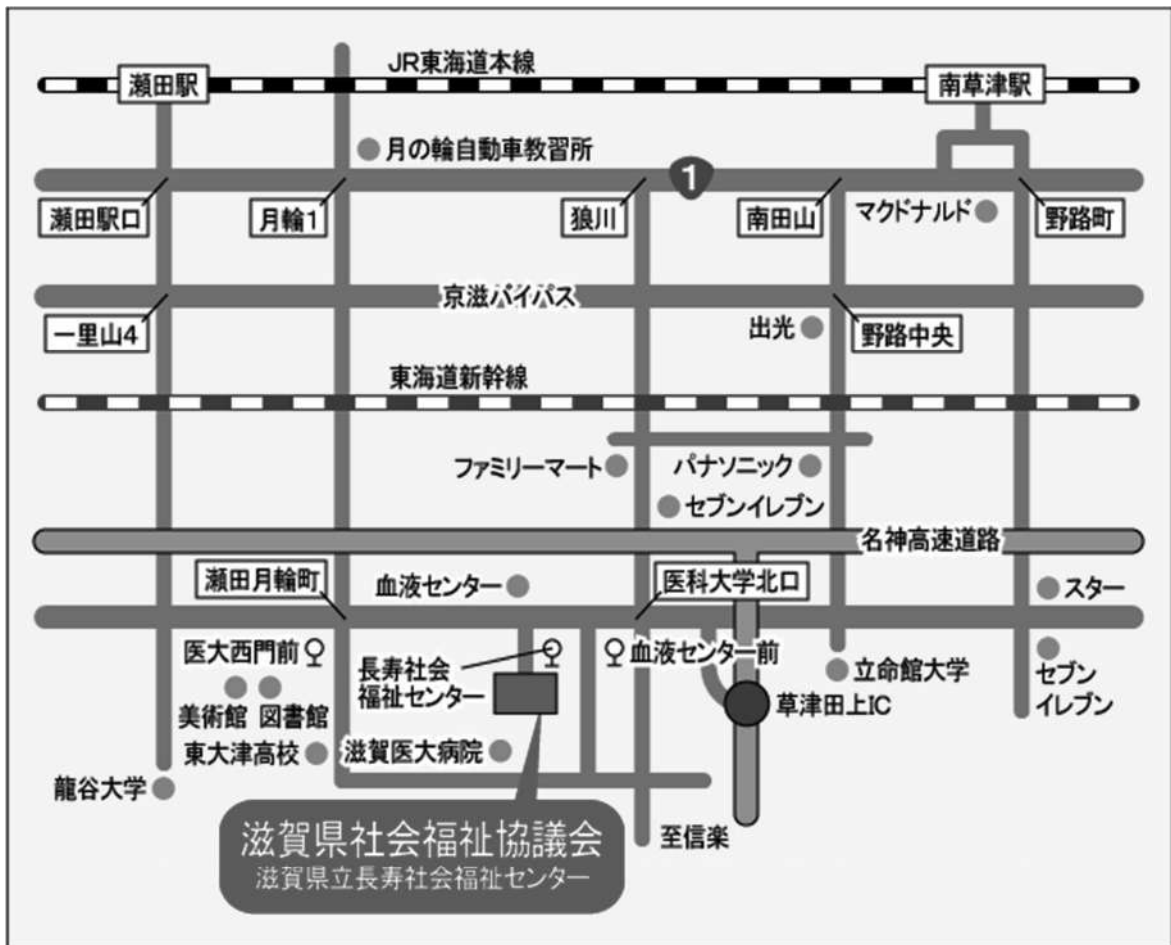 JR東海道本線
瀬田駅
南草津駅
月の輪自動車教習所
1
瀬田駅口
月輪1
狼川
南田山
マクドナルド
野路町
京滋バイパス
一里山4
出光
野路中央
東海道新幹線
ファミリーマート
パナソニック
セブンイレブン
名神高速道路
瀬田月輪町
血液センター
医科大学北口
スター
医大西門前
長寿社会
福祉センター
血液センター前
立命館大学
セブン
イレブン
美術館
図書館
草津田上IC
東大津高校
滋賀医大病院
龍谷大学
滋賀県社会福祉協議会
滋賀県立長寿社会福祉センター
至信楽